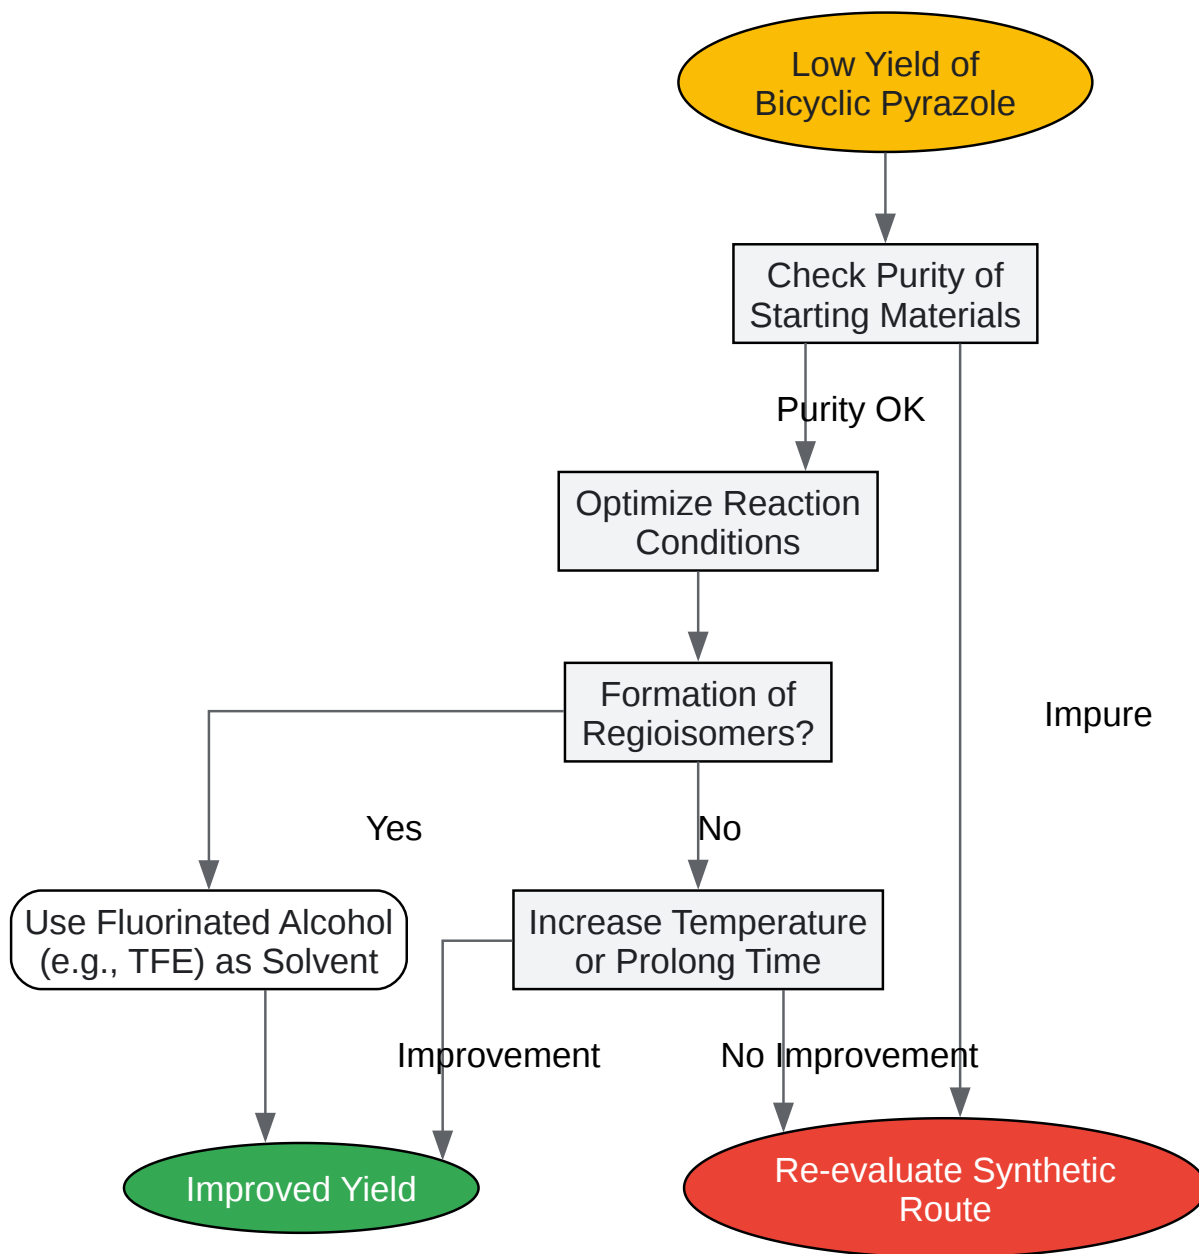 Low Yield of
Bicyclic Pyrazole
Check Purity of
Starting Materials
Purity OK
Optimize Reaction
Conditions
Formation of
Regioisomers?
Impure
Yes
No
Use Fluorinated Alcohol
(e.g., TFE) as Solvent
Increase Temperature
or Prolong Time
Improvement
No Improvement
Improved Yield
Re-evaluate Synthetic
Route